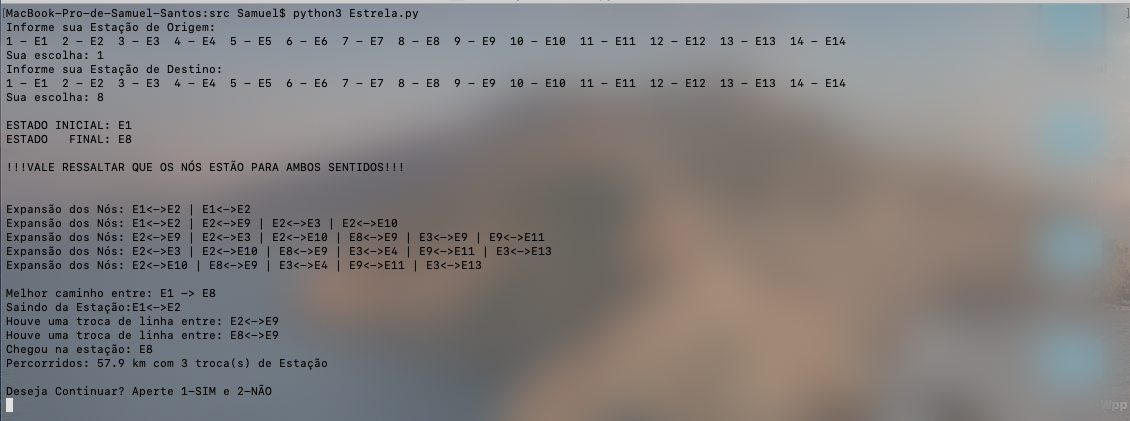 MacBook-Pro-de-Samuel-Santos:src Samuel$ python3 Estrela.py
Informe sua Estação de Origem:
1 - E1  2 - E2  3 - E3  4 - E4  5 - E5  6 - E6  7 - E7  8 - E8  9 - E9  10 - E10  11 - E11  12 - E12  13 - E13  14 - E14
Sua escolha: 1
Informe sua Estação de Destino:
1 - E1  2 - E2  3 - E3  4 - E4  5 - E5  6 - E6  7 - E7  8 - E8  9 - E9  10 - E10  11 - E11  12 - E12  13 - E13  14 - E14
Sua escolha: 8
ESTADO INICIAL: E1
ESTADO   FINAL: E8
!!!VALE RESSALTAR QUE OS NÓS ESTÃO PARA AMBOS SENTIDOS!!!
Expansão dos Nós: E1<->E2 | E1<->E2
Expansão dos Nós: E1<->E2 | E2<->E9 | E2<->E3 | E2<->E10
Expansão dos Nós: E2<->E9 | E2<->E3 | E2<->E10 | E8<->E9 | E3<->E9 | E9<->E11
Expansão dos Nós: E2<->E3 | E2<->E10 | E8<->E9 | E3<->E4 | E9<->E11 | E3<->E13
Expansão dos Nós: E2<->E10 | E8<->E9 | E3<->E4 | E9<->E11 | E3<->E13
Melhor caminho entre: E1 -> E8
Saindo da Estação:E1<->E2
Houve uma troca de linha entre: E2<->E9
Houve uma troca de linha entre: E8<->E9
Chegou na estação: E8
Percorridos: 57.9 km com 3 troca(s) de Estação
Deseja Continuar? Aperte 1-SIM e 2-NÃO
Wpp